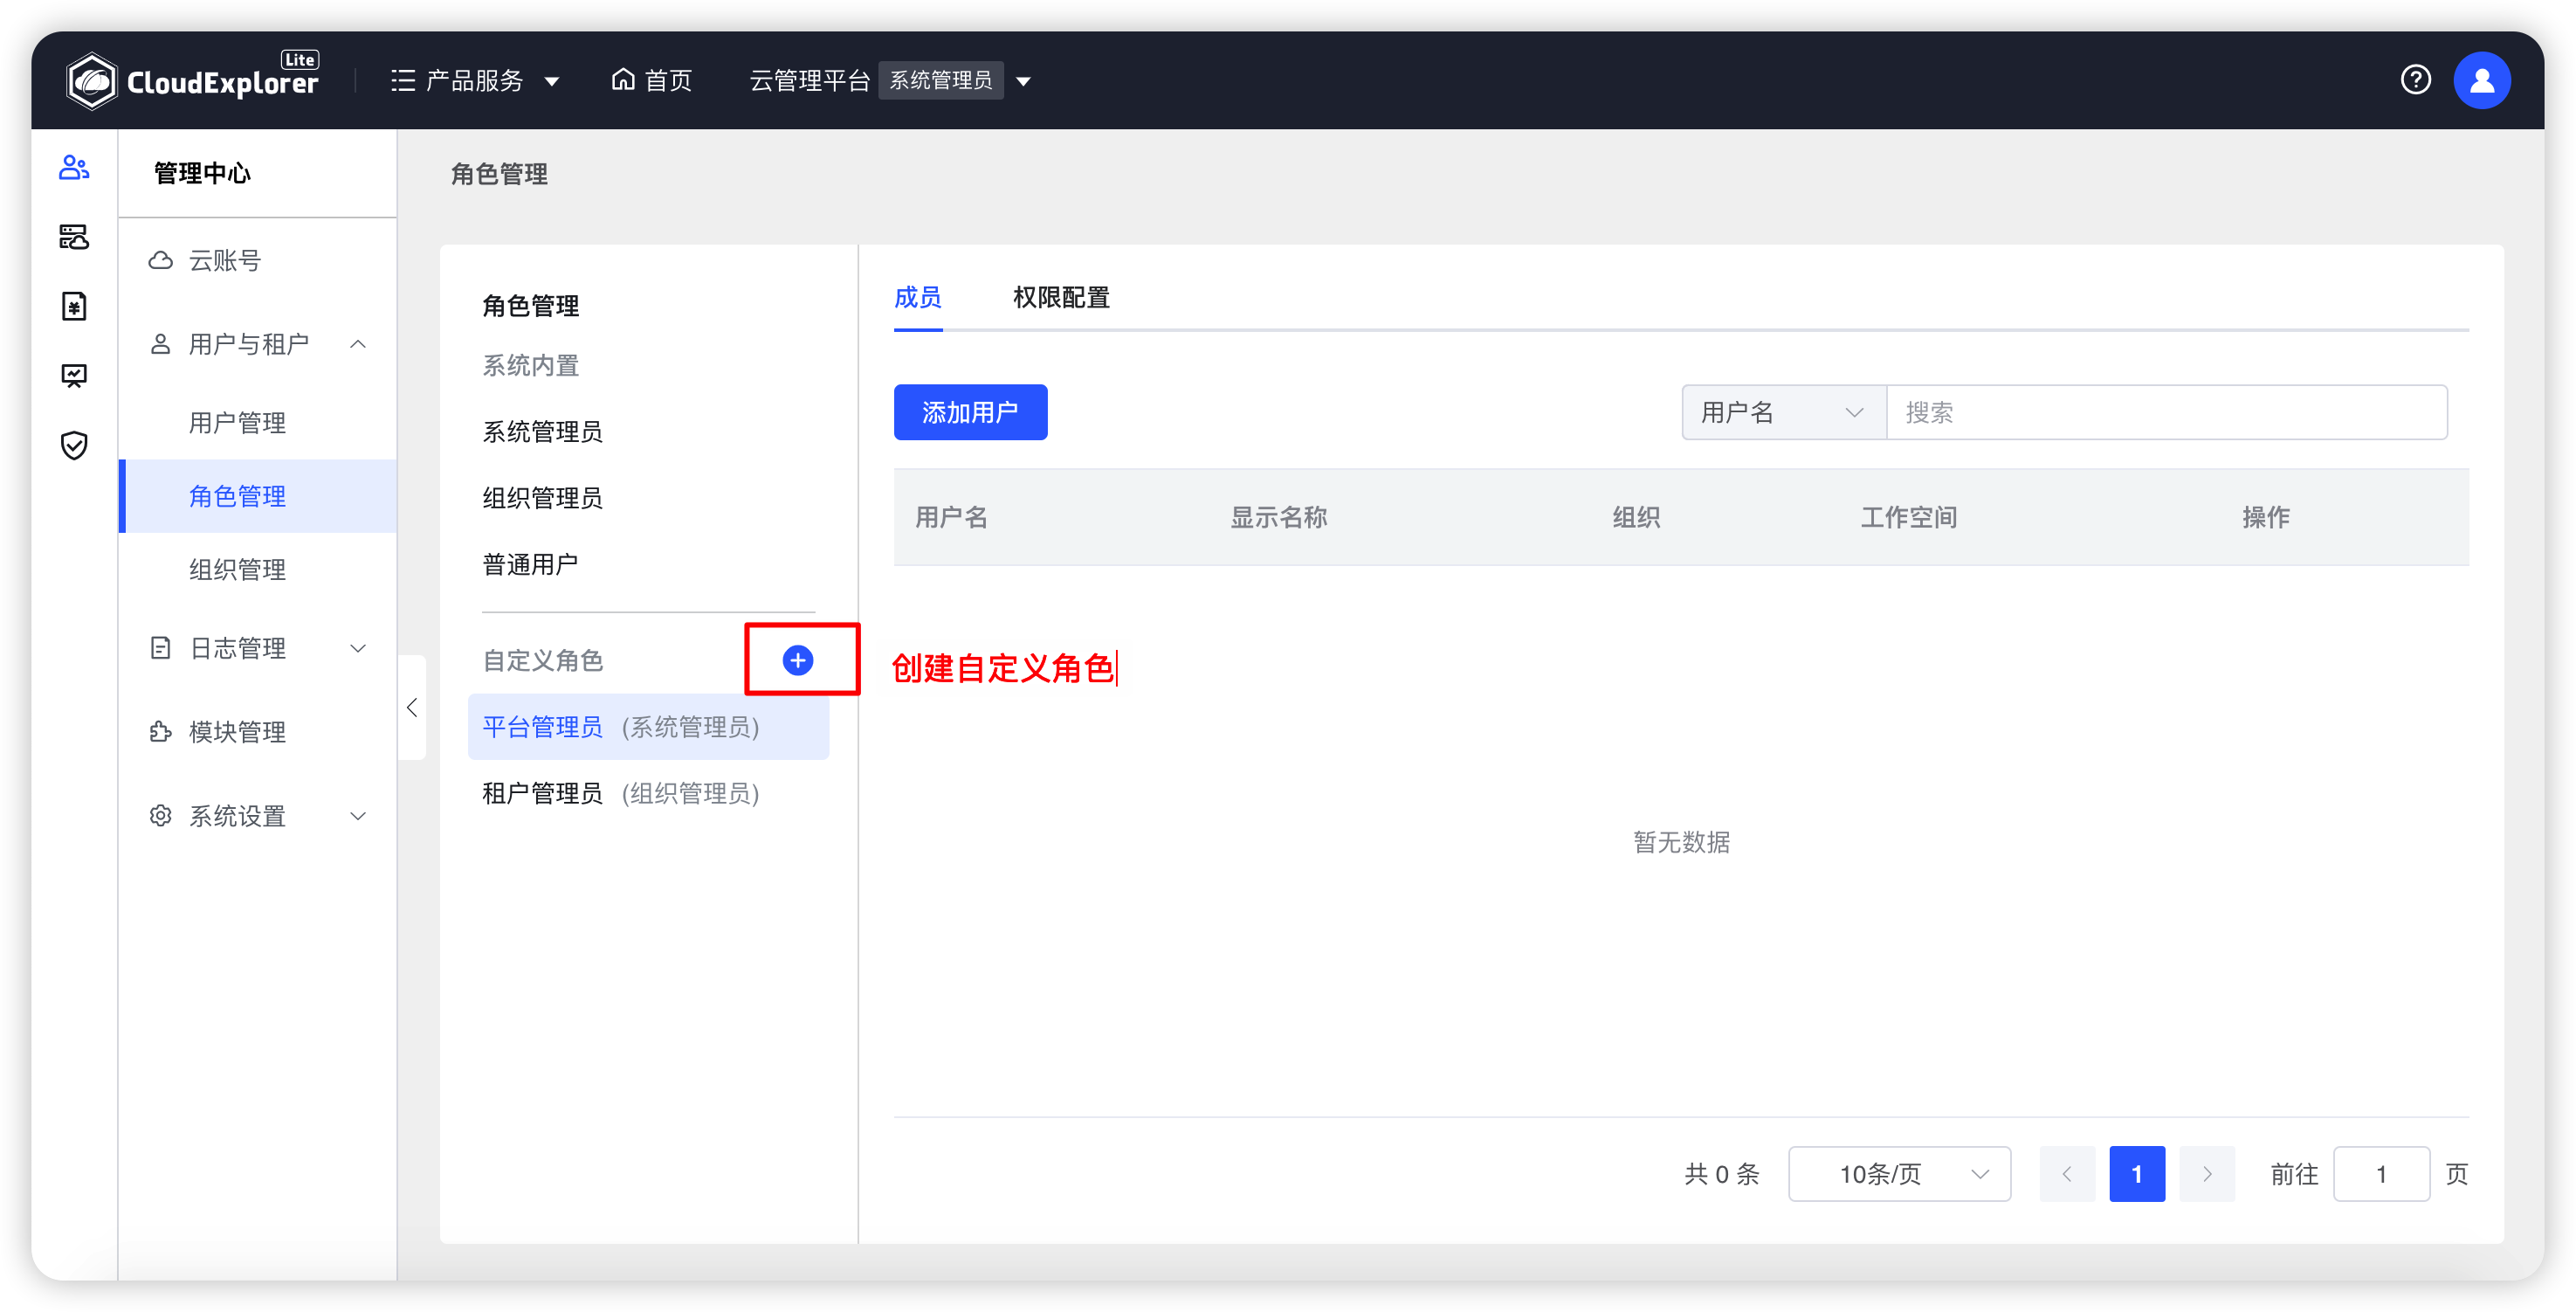 CloudExplorer Lite
产品服务
首页
云管理平台 系统管理员
管理中心
云账号
用户与租户
用户管理
角色管理
组织管理
日志管理
模块管理
系统设置
角色管理
角色管理
系统内置
系统管理员
组织管理员
普通用户
自定义角色
平台管理员 (系统管理员)
租户管理员 (组织管理员)
创建自定义角色
成员 权限配置
添加用户
用户名 搜索
用户名 显示名称 组织 工作空间 操作
暂无数据
共 0 条 10条/页 1 前往 1 页